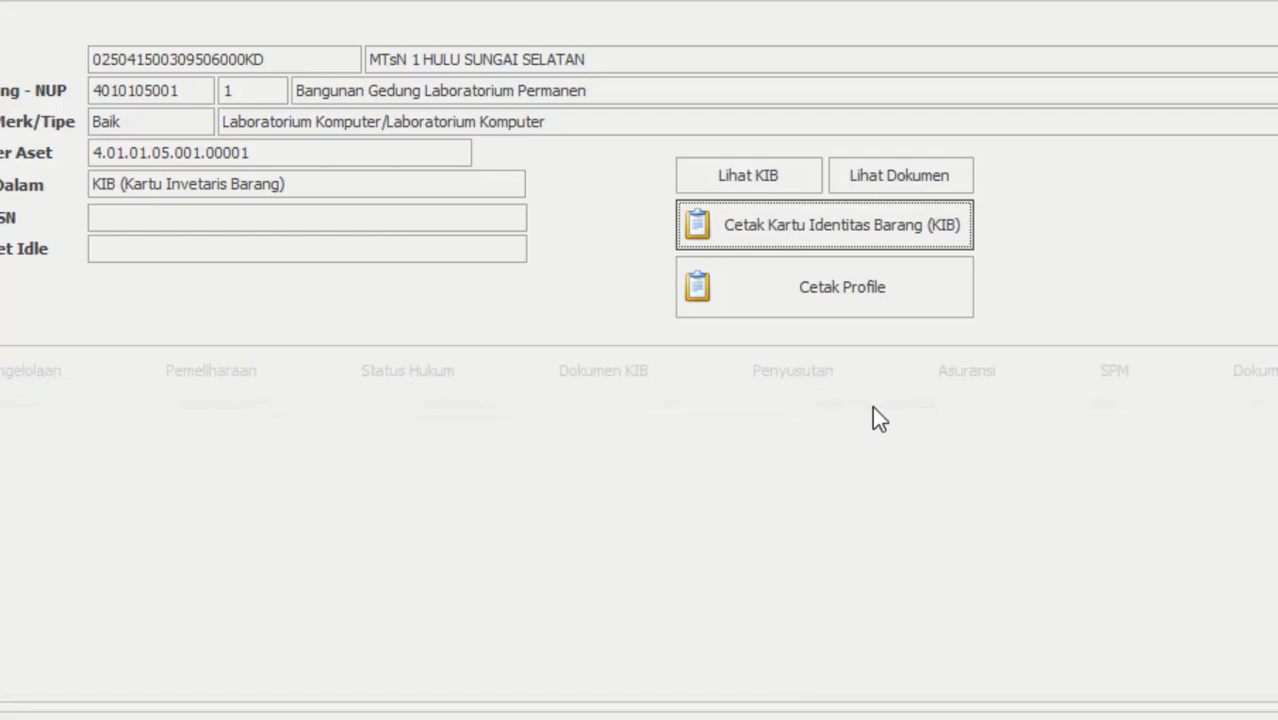 025041500309506000KD MTsN 1 HULU SUNGAI SELATAN
ng - NUP 4010105001 1 Bangunan Gedung Laboratorium Permanen
Merk/Tipe Baik Laboratorium Komputer/Laboratorium Komputer
er Aset 4.01.01.05.001.00001
Dalam KIB (Kartu Invetaris Barang)
SN
et Idle
Lihat KIB Lihat Dokumen
Cetak Kartu Identitas Barang (KIB)
Cetak Profile
ngelolaan Pemeliharaan Status Hukum Dokumen KIB Penyusutan Asuransi SPM Dokum